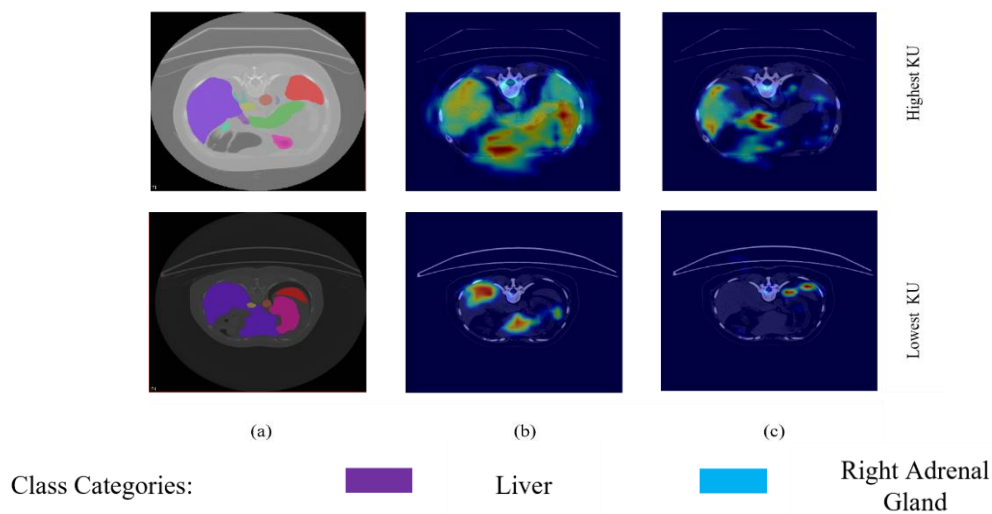 Highest KU
Lowest KU
(a)
(b)
(c)
Class Categories:
Liver
Right Adrenal
Gland